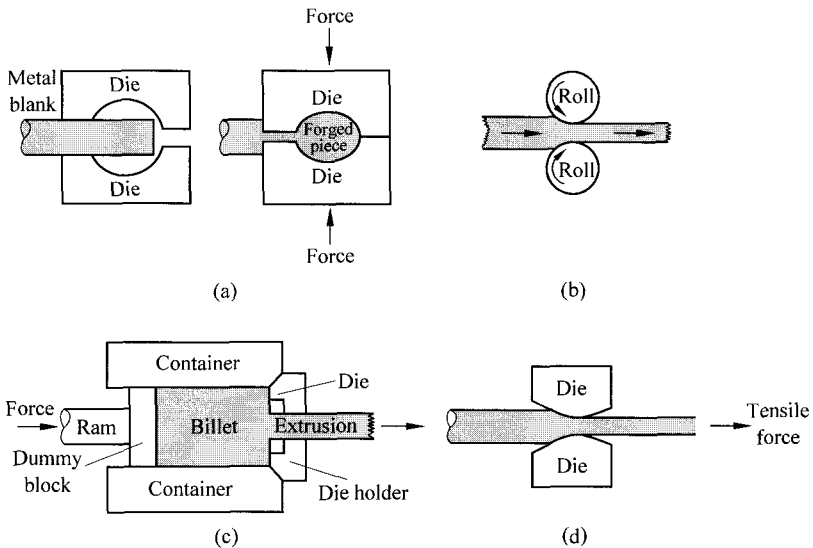 Force
Metal
blank
Die
Die
Die
Forged
piece
Die
Force
(a)
Roll
Roll
(b)
Force
Ram
Dummy
block
Container
Billet
Container
Die
Extrusion
Die holder
(c)
Die
Die
Tensile
force
(d)